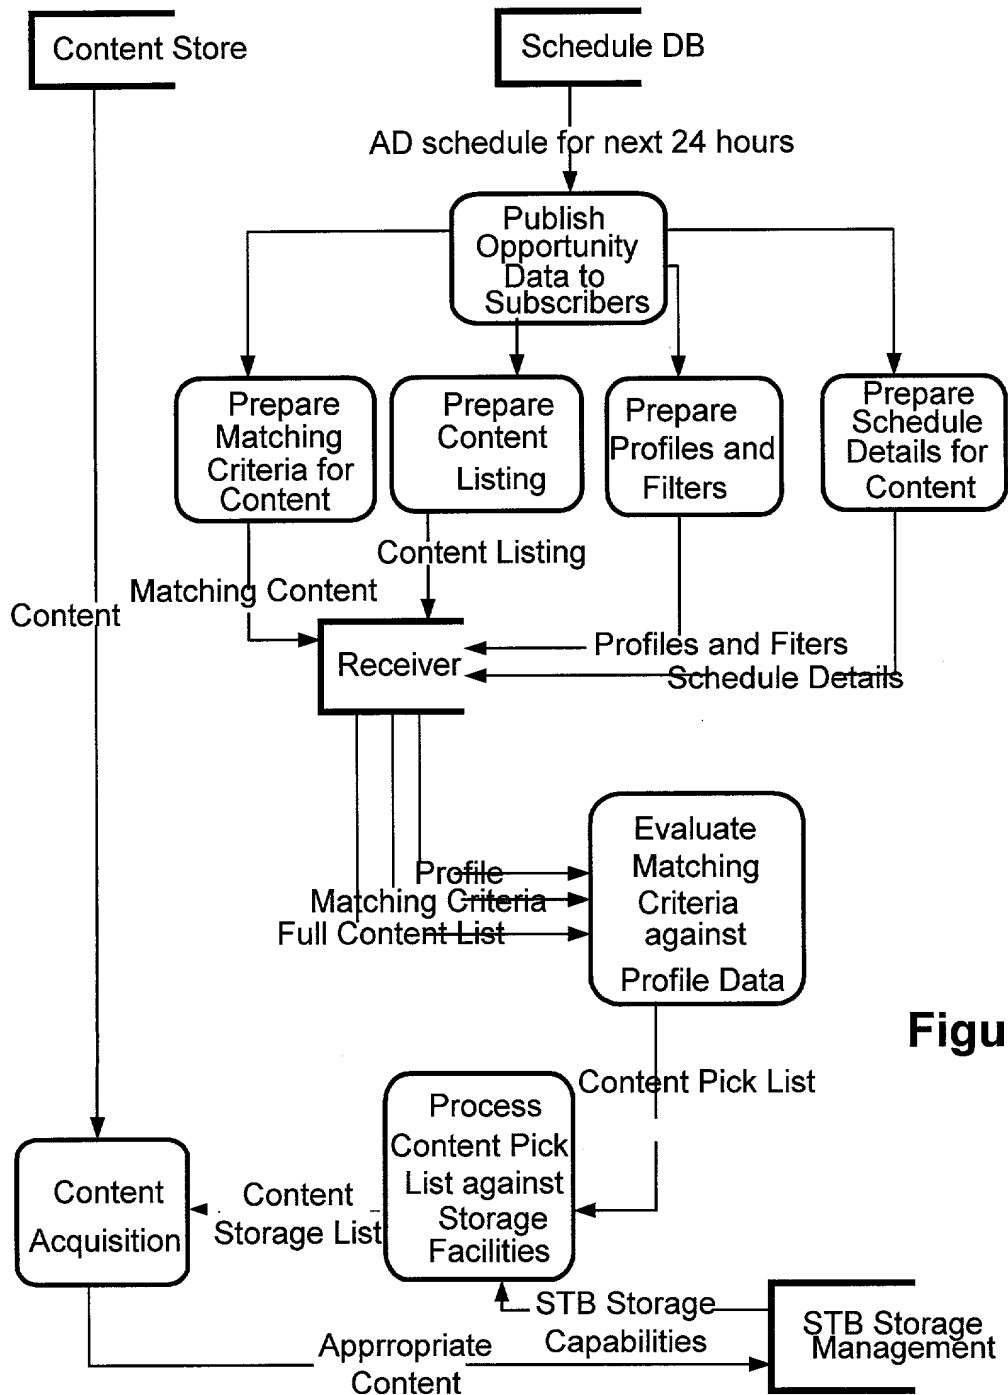 Content Store
Schedule DB
AD schedule for next 24 hours
Publish
Opportunity
Data to
Subscribers
Prepare
Matching
Criteria for
Content
Prepare
Content
Listing
Prepare
Profiles and
Filters
Prepare
Schedule
Details for
Content
Content Listing
Matching Content
Content
Profiles and Fiters
Receiver
Schedule Details
Evaluate
Matching
Criteria
against
Profile Data
Profile
Matching Criteria
Full Content List
Figu
Content Pick List
Process
Content Pick
List against
Storage
Facilities
Content
Acquisition
Content
Storage List
STB Storage
Capabilities
STB Storage
Management
Apprropriate
Content